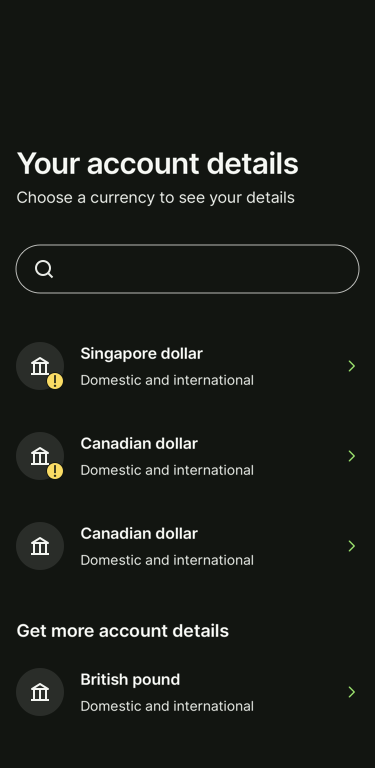 Your account details
Choose a currency to see your details
Singapore dollar
Domestic and international
Canadian dollar
Domestic and international
Canadian dollar
Domestic and international
Get more account details
British pound
Domestic and international